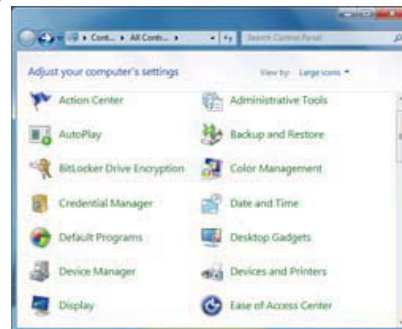 Cont... All Contr... Search Control Panel
Adjust your computer's settings View by: Large icons
Action Center Administrative Tools
AutoPlay Backup and Restore
BitLocker Drive Encryption Color Management
Credential Manager Date and Time
Default Programs Desktop Gadgets
Device Manager Devices and Printers
Display Ease of Access Center